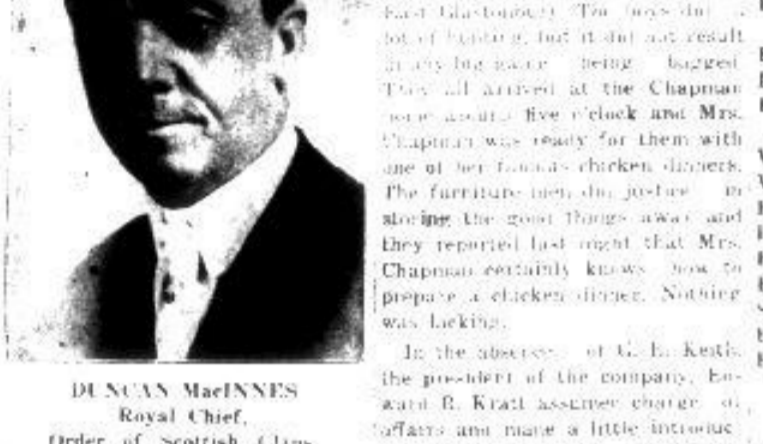 DUNCAN MacINNES
Royal Chief,
Order of Scottish Clans
East Glastonbury. The boys did a
lot of hunting, but it did not result
in any big game being bagged.
They all arrived at the Chapman
home around five o'clock and Mrs.
Chapman was ready for them with
one of her famous chicken dinners.
The furniture men did justice in
storing the good things away and
they reported last night that Mrs.
Chapman certainly knows how to
prepare a chicken dinner. Nothing
was lacking.
In the absence of G. E. Keith,
the president of the company, Ho-
ward R. Kratt assumed charge of
affairs and made a little introduc-